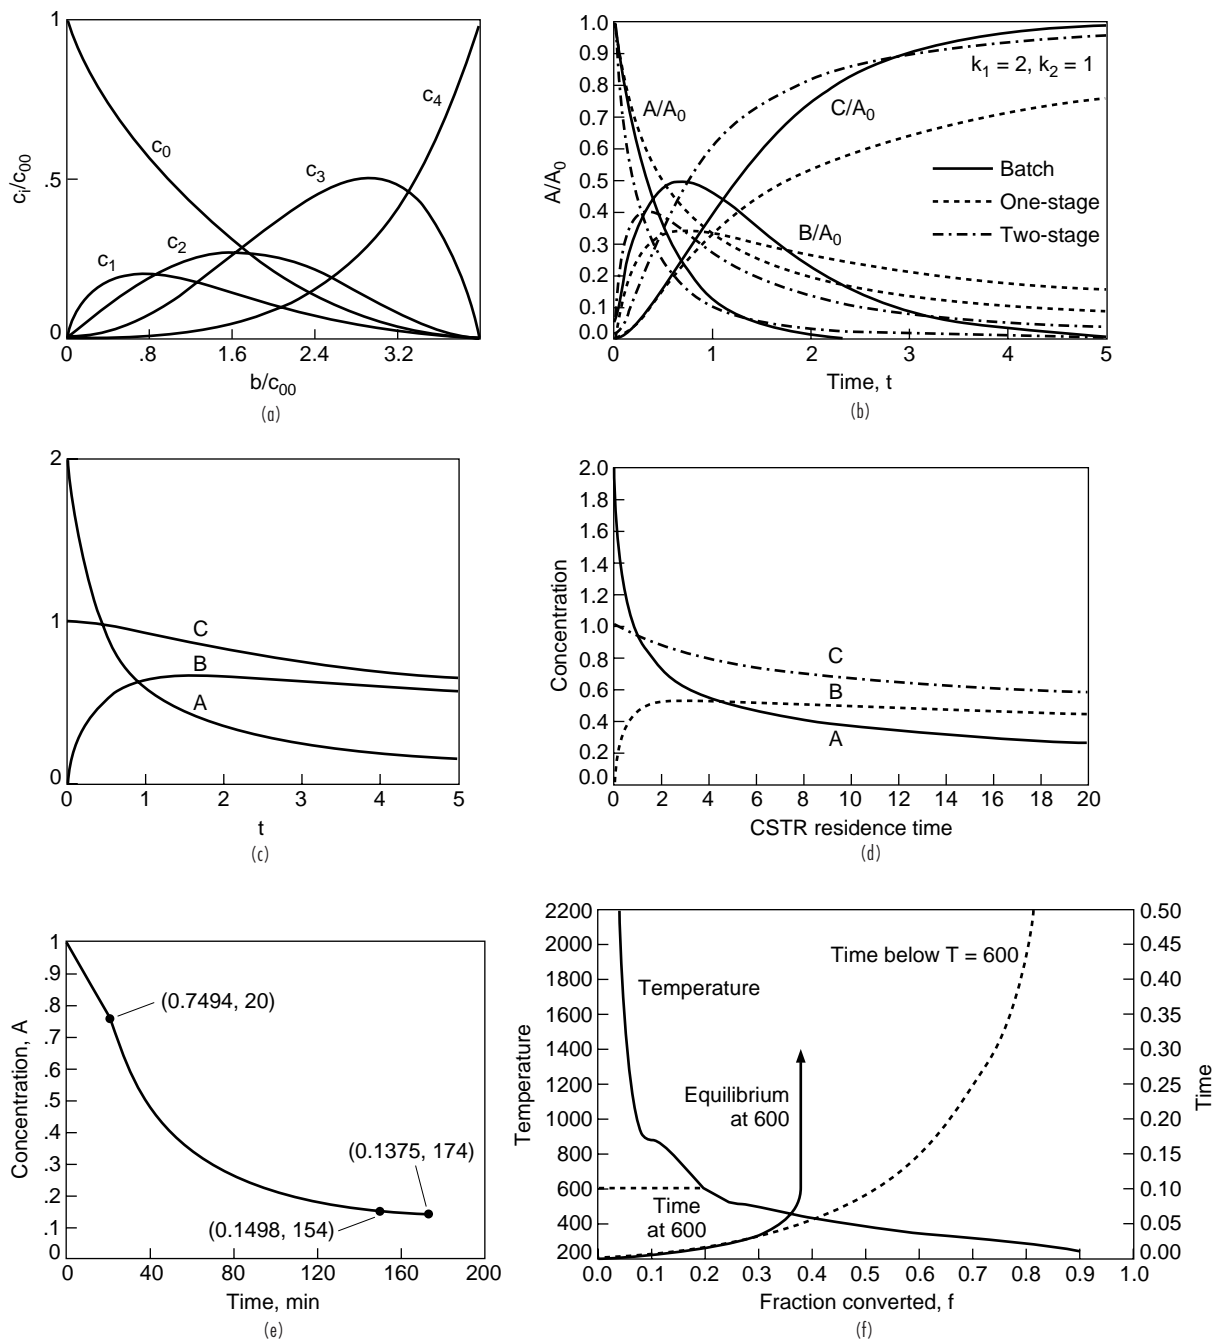 1
c₄
c₀
c₃
cᵢ/c₀₀
.5
c₂
c₁
0
0 .8 1.6 2.4 3.2
b/c₀₀
(a)
1.0
0.9
k₁ = 2, k₂ = 1
0.8
A/A₀ C/A₀
0.7
0.6
A/A₀
0.5
Batch
One-stage
Two-stage
0.4
B/A₀
0.3
0.2
0.1
0.0
0 1 2 3 4 5
Time, t
(b)
2
1
C
B
A
0
0 1 2 3 4 5
t
(c)
2.0
1.8
1.6
1.4
1.2
Concentration
1.0
0.8
C
0.6
B
0.4
A
0.2
0.0
0 2 4 6 8 10 12 14 16 18 20
CSTR residence time
(d)
1
.9
.8
(0.7494, 20)
.7
.6
Concentration, A
.5
.4
.3
(0.1375, 174)
.2
(0.1498, 154)
.1
0
0 40 80 120 160 200
Time, min
(e)
2200 0.50
2000 0.45
Time below T = 600
1800 0.40
Temperature
1600 0.35
1400 0.30
Temperature
1200 0.25
Time
Equilibrium
at 600
1000 0.20
800 0.15
600 0.10
Time
at 600
400 0.05
200 0.00
0.0 0.1 0.2 0.3 0.4 0.5 0.6 0.7 0.8 0.9 1.0
Fraction converted, f
(f)